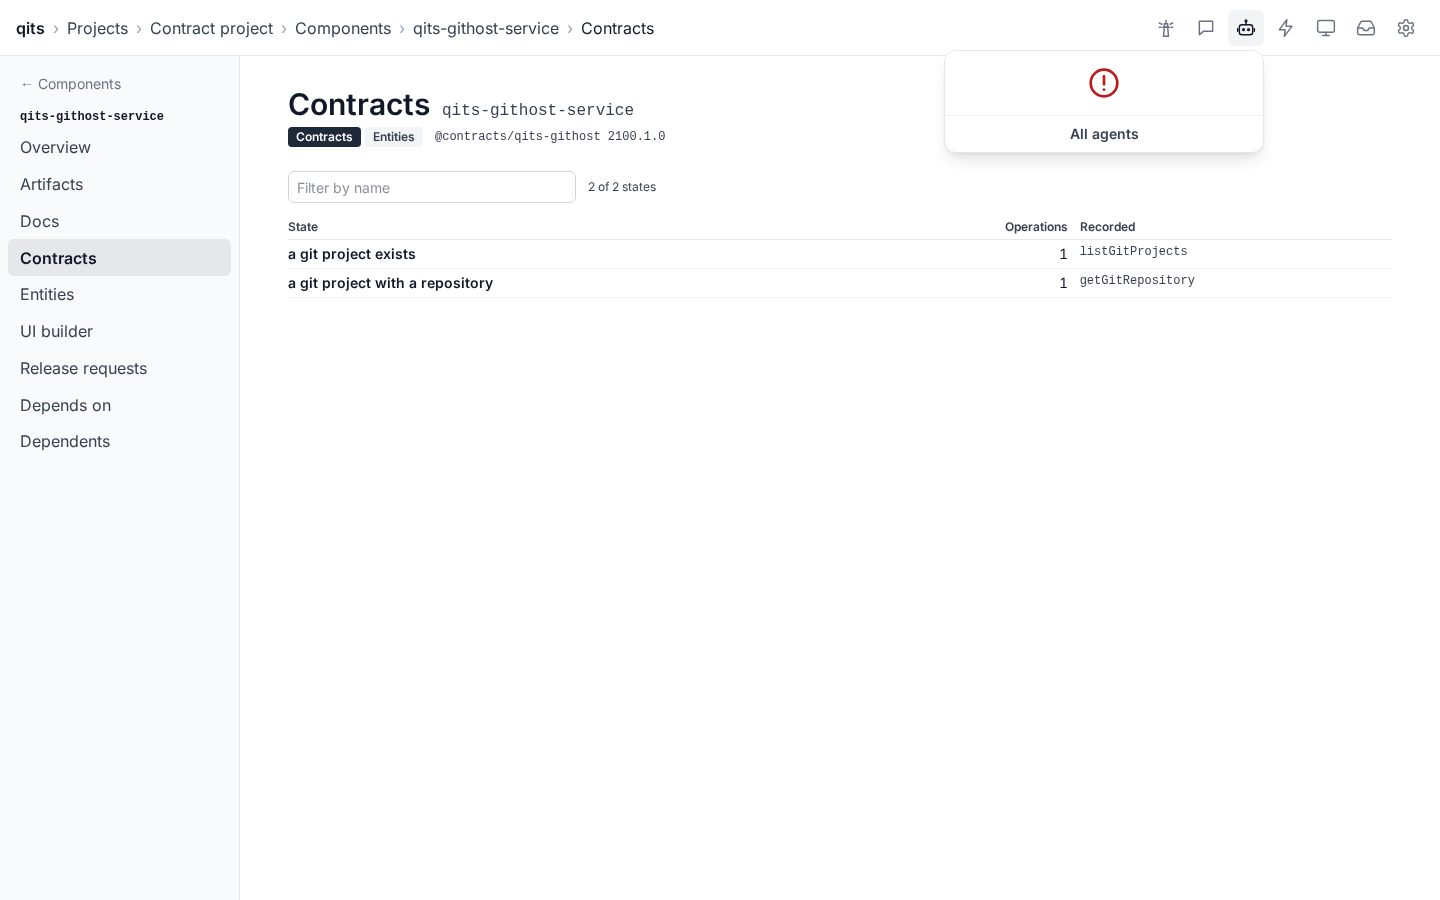 qits › Projects › Contract project › Components › qits-githost-service › Contracts
All agents
← Components
qits-githost-service
Overview
Artifacts
Docs
Contracts
Entities
UI builder
Release requests
Depends on
Dependents
Contracts qits-githost-service
Contracts Entities @contracts/qits-githost 2100.1.0
Filter by name 2 of 2 states
State Operations Recorded
a git project exists 1 listGitProjects
a git project with a repository 1 getGitRepository